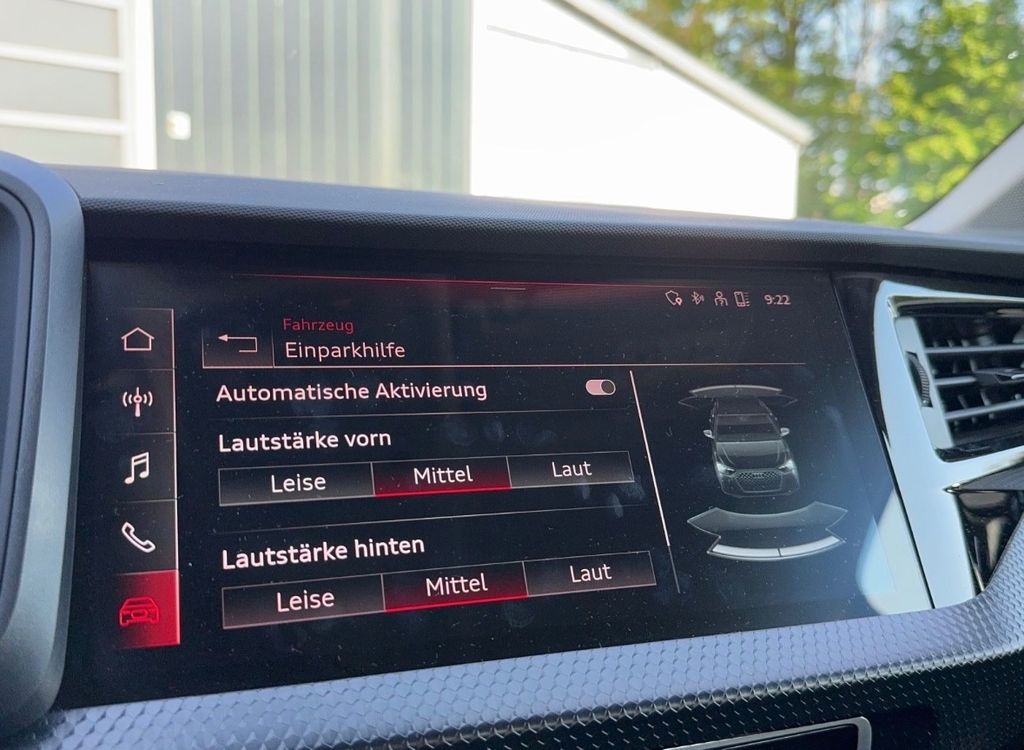 9:22
Fahrzeug
Einparkhilfe
Automatische Aktivierung
Lautstärke vorn
Leise Mittel Laut
Lautstärke hinten
Leise Mittel Laut